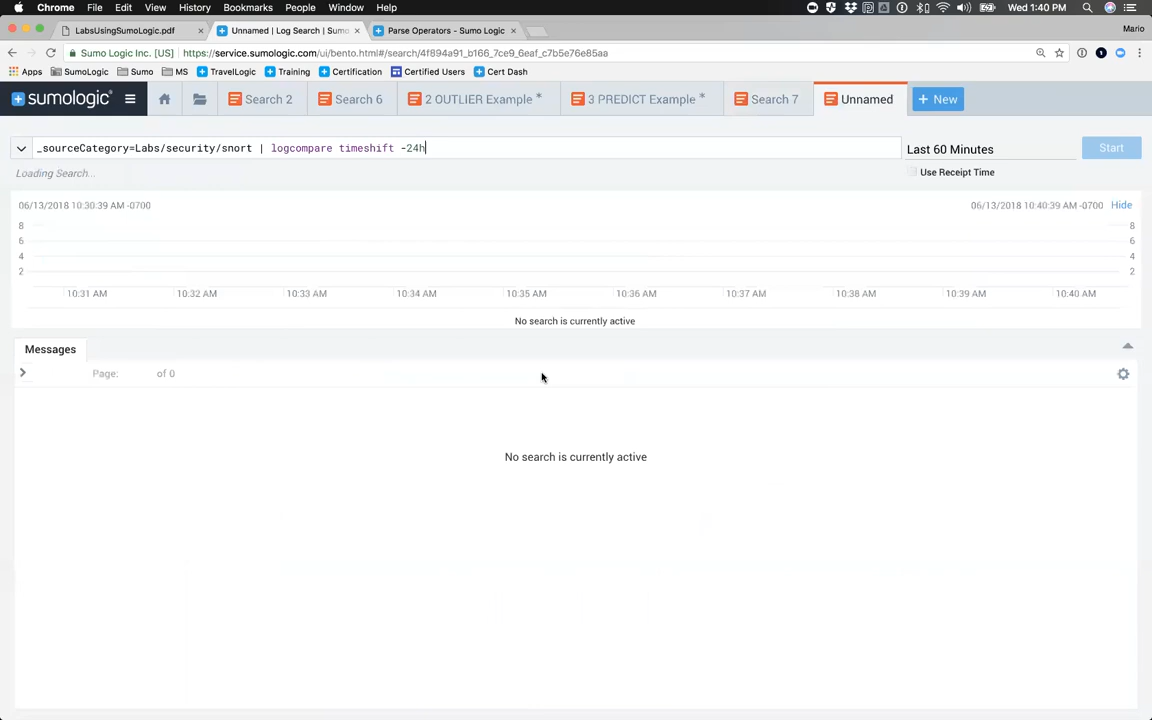 Chrome File Edit View History Bookmarks People Window Help Wed 1:40 PM
LabsUsingSumoLogic.pdf × Unnamed | Log Search | Sumo × Parse Operators - Sumo Logic × Mario
Sumo Logic Inc. [US] https://service.sumologic.com/ui/bento.html#/search/4f894a91_b166_7ce9_6eaf_c7b5e76e85aa
Apps SumoLogic Sumo MS TravelLogic Training Certification Certified Users Cert Dash
sumologic Search 2 Search 6 2 OUTLIER Example * 3 PREDICT Example * Search 7 Unnamed + New
_sourceCategory=Labs/security/snort | logcompare timeshift -24h Last 60 Minutes Start
Loading Search... Use Receipt Time
06/13/2018 10:30:39 AM -0700 06/13/2018 10:40:39 AM -0700 Hide
8 8
6 6
4 4
2 2
10:31 AM 10:32 AM 10:33 AM 10:34 AM 10:35 AM 10:36 AM 10:37 AM 10:38 AM 10:39 AM 10:40 AM
No search is currently active
Messages
Page: of 0
No search is currently active